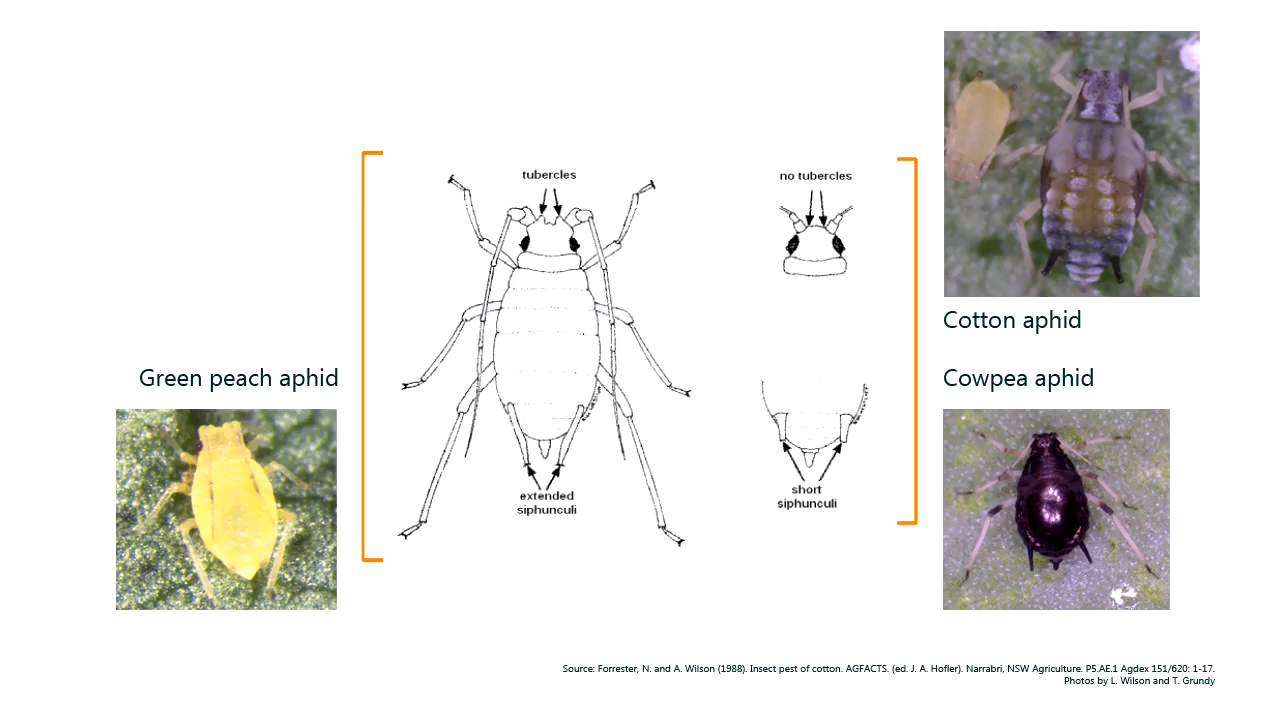 tubercles
no tubercles
Cotton aphid
Green peach aphid
Cowpea aphid
extended
siphunculi
short
siphunculi
Source: Forrester, N. and A. Wilson (1988). Insect pest of cotton. AGFACTS. (ed. J. A. Hofler). Narrabri, NSW Agriculture. P5.AE.1 Agdex 151/620: 1-17.
Photos by L. Wilson and T. Grundy